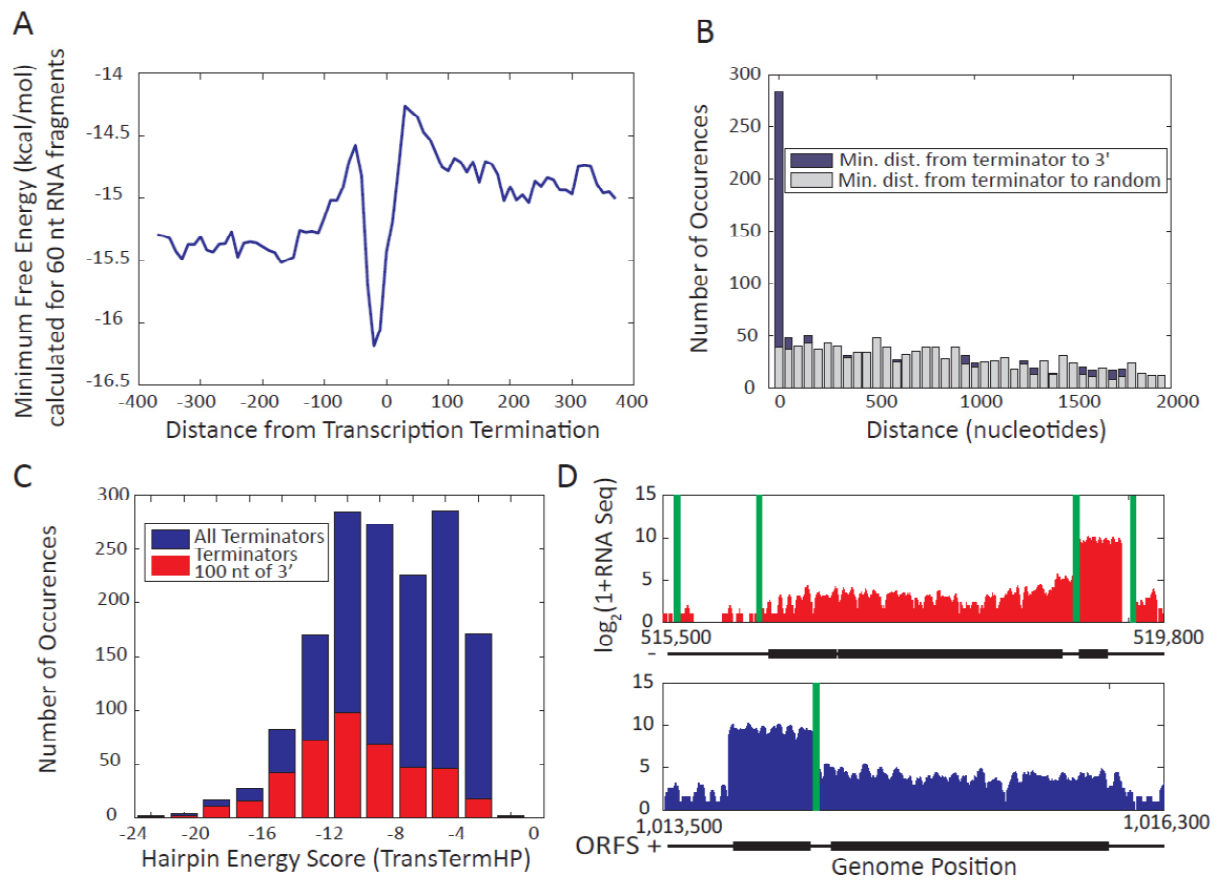 A
Minimum Free Energy (kcal/mol)
calculated for 60 nt RNA fragments
-14
-14.5
-15
-15.5
-16
-16.5
-400 -300 -200 -100 0 100 200 300 400
Distance from Transcription Termination
B
Number of Occurences
300
250
200
150
100
50
0
Min. dist. from terminator to 3'
Min. dist. from terminator to random
0 500 1000 1500 2000
Distance (nucleotides)
C
Number of Occurences
300
250
200
150
100
50
0
All Terminators
Terminators
100 nt of 3'
-24 -20 -16 -12 -8 -4 0
Hairpin Energy Score (TransTermHP)
D
log2(1+RNA Seq)
15
10
5
0
515,500 519,800
-
15
10
5
0
1,013,500 1,016,300
ORFS +
Genome Position